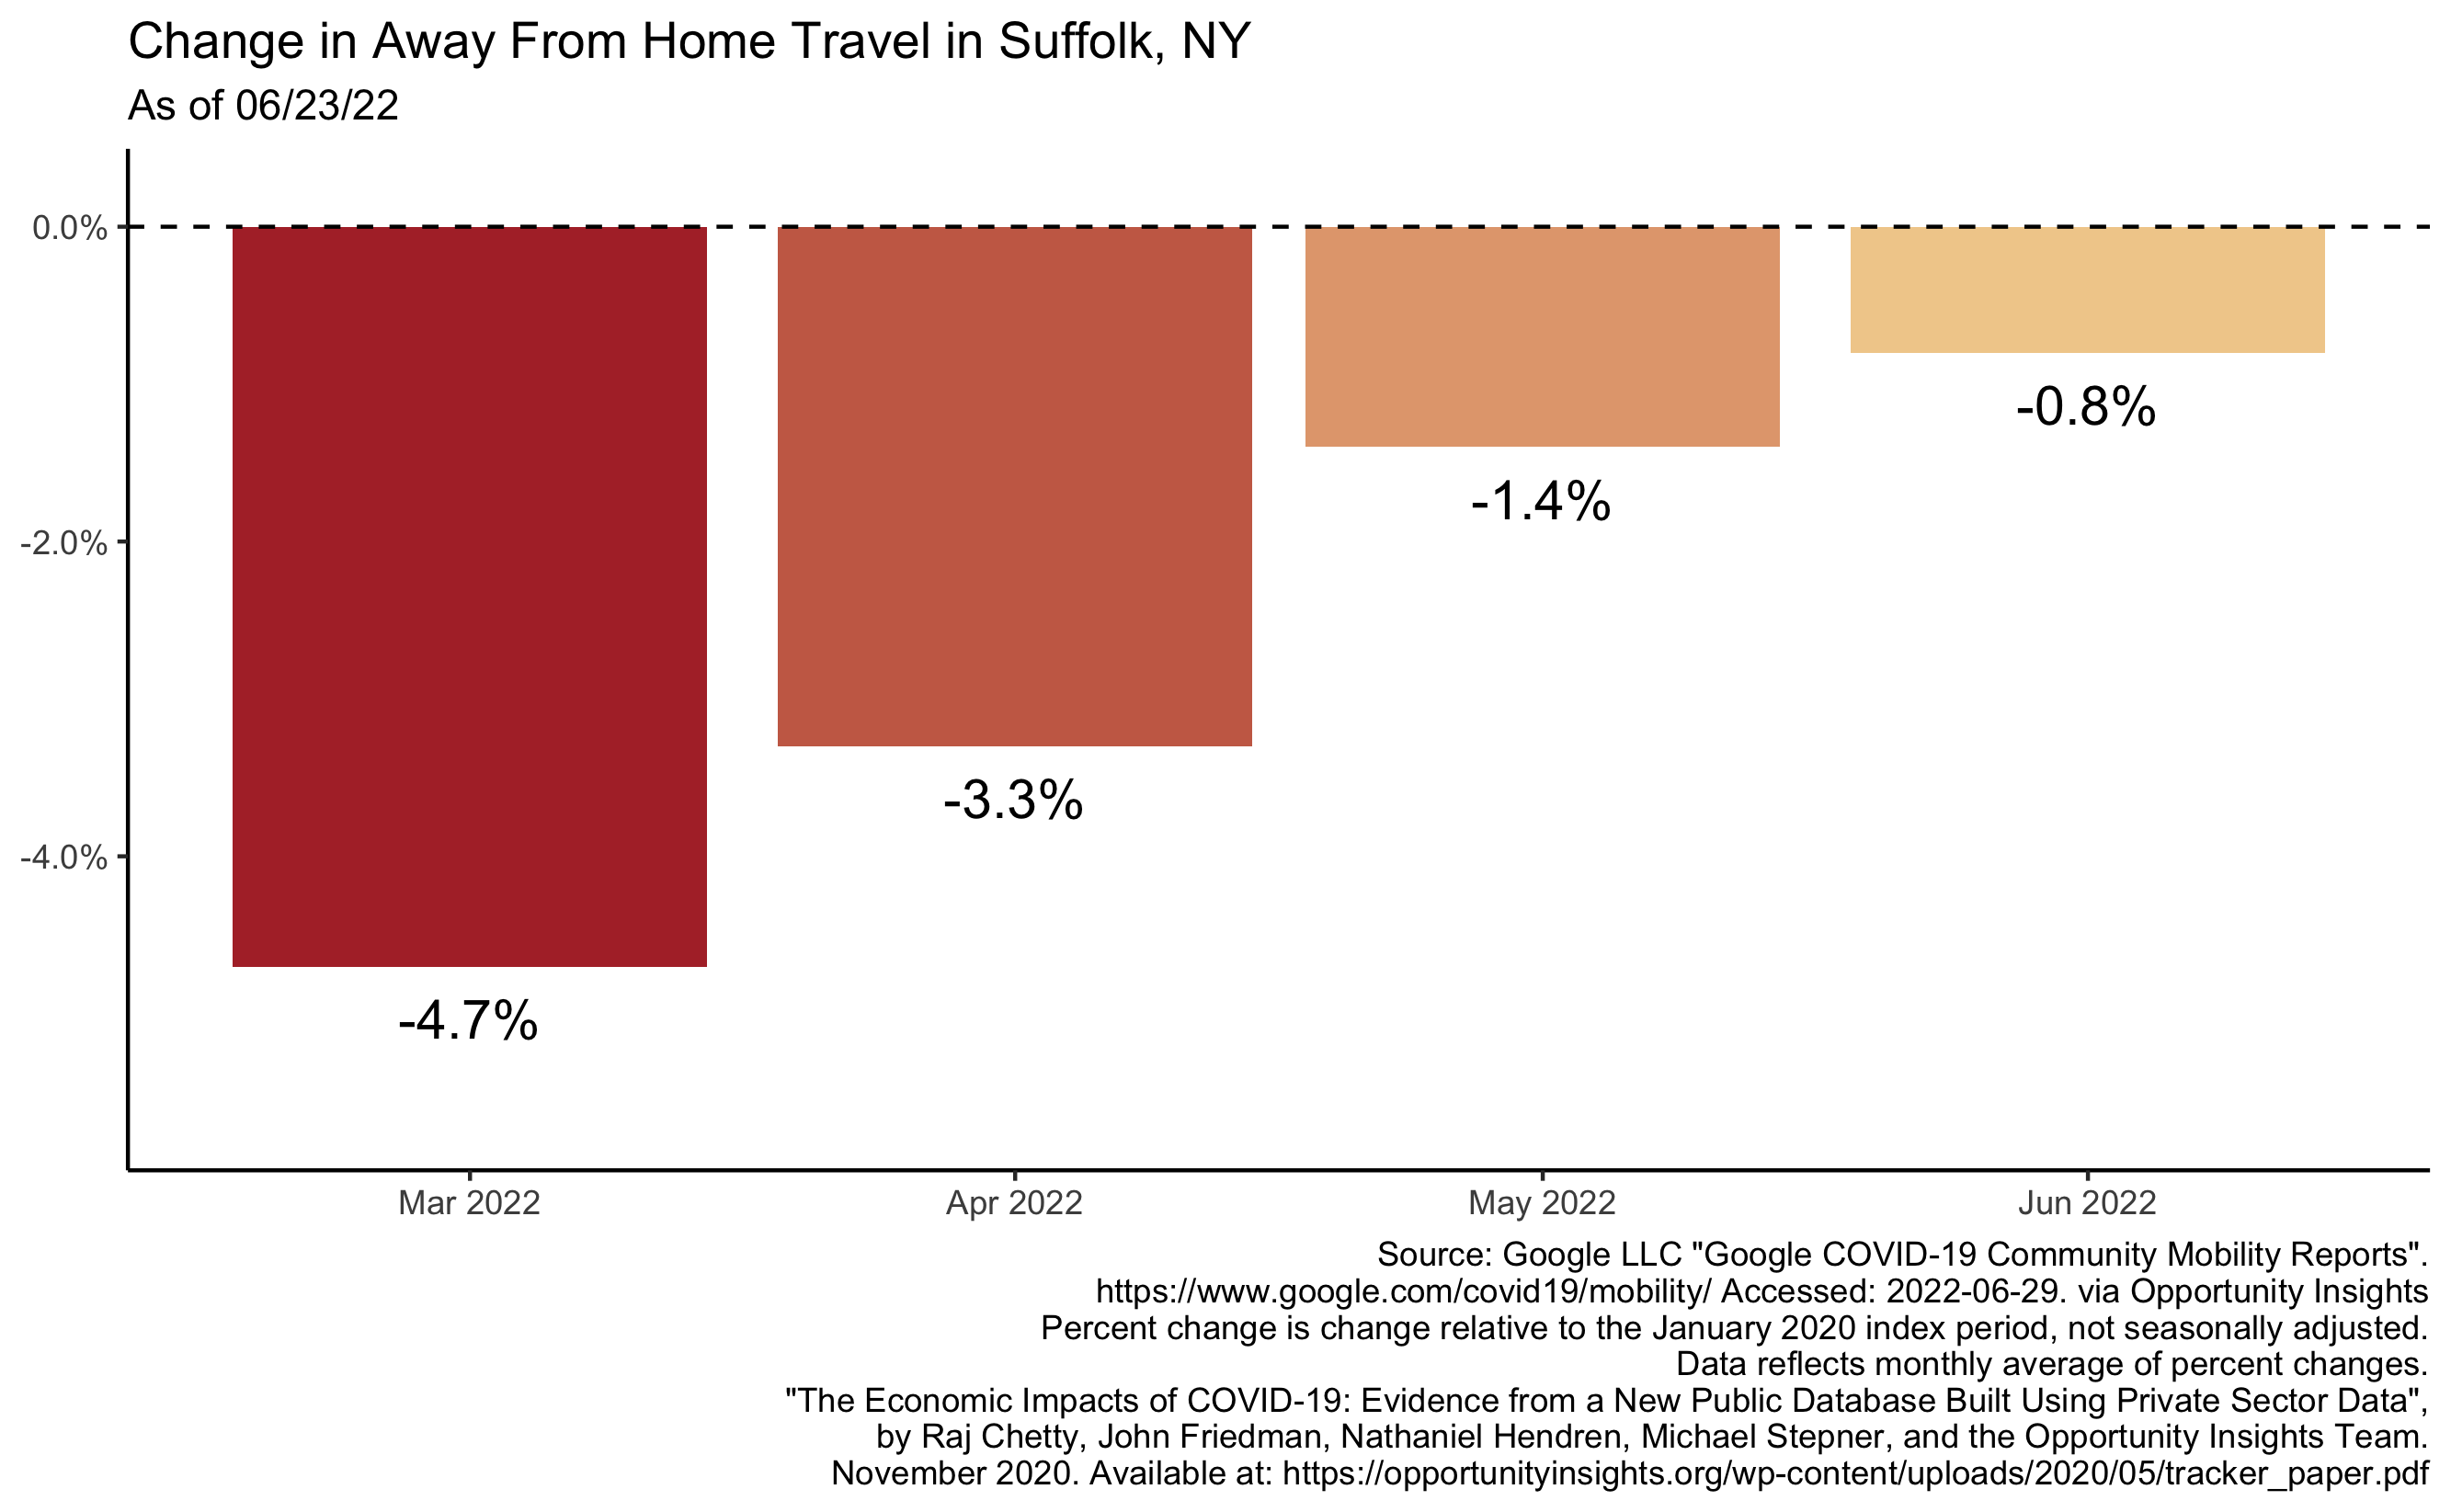 Change in Away From Home Travel in Suffolk, NY
As of 06/23/22
0.0%
-2.0%
-4.0%
-4.7%
-3.3%
-1.4%
-0.8%
Mar 2022
Apr 2022
May 2022
Jun 2022
Source: Google LLC "Google COVID-19 Community Mobility Reports".
https://www.google.com/covid19/mobility/ Accessed: 2022-06-29. via Opportunity Insights
Percent change is change relative to the January 2020 index period, not seasonally adjusted.
Data reflects monthly average of percent changes.
"The Economic Impacts of COVID-19: Evidence from a New Public Database Built Using Private Sector Data",
by Raj Chetty, John Friedman, Nathaniel Hendren, Michael Stepner, and the Opportunity Insights Team.
November 2020. Available at: https://opportunityinsights.org/wp-content/uploads/2020/05/tracker_paper.pdf